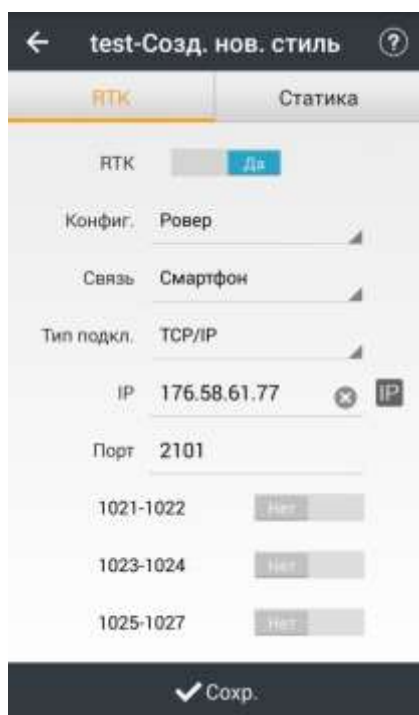 test-Созд. нов. стиль ?
RTK Статика
RTK Да
Конфиг. Ровер
Связь Смартфон
Тип подкл. TCP/IP
IP 176.58.61.77 IP
Порт 2101
1021-1022 Нет
1023-1024 Нет
1025-1027 Нет
Сохр.